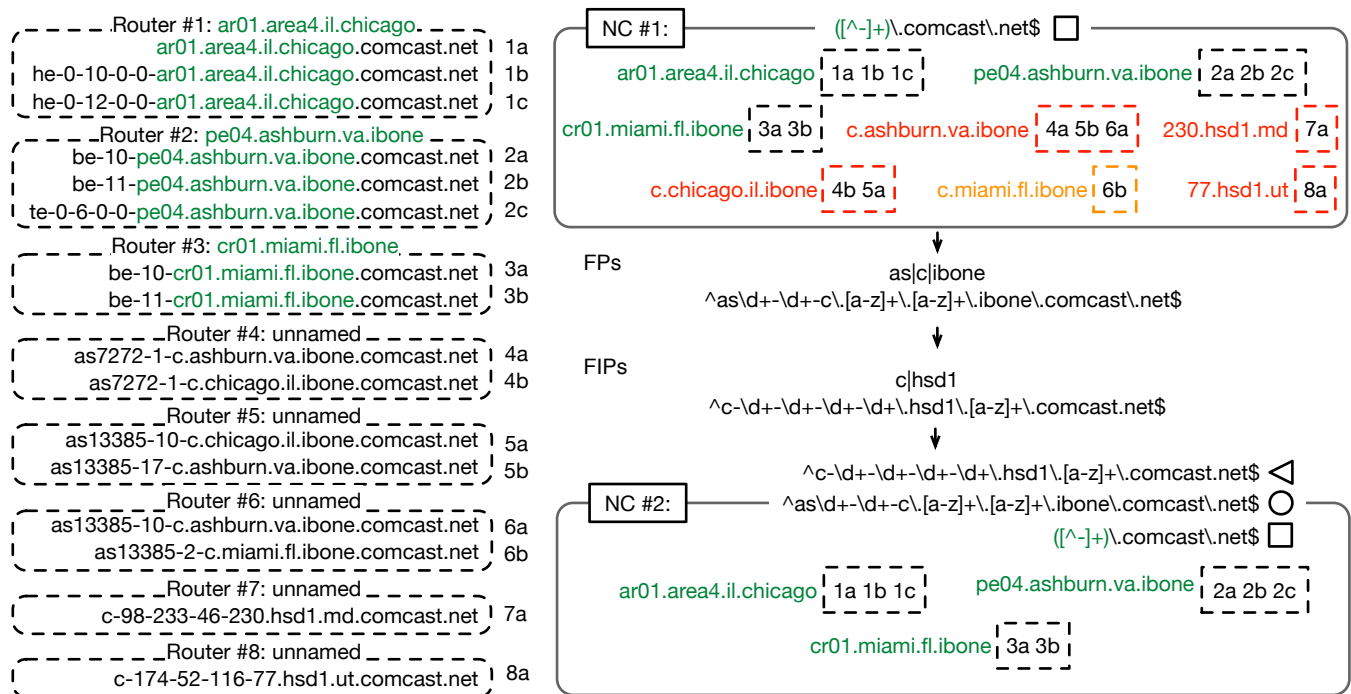 Router #1: ar01.area4.il.chicago
ar01.area4.il.chicago.comcast.net 1a
he-0-10-0-0-ar01.area4.il.chicago.comcast.net 1b
he-0-12-0-0-ar01.area4.il.chicago.comcast.net 1c
Router #2: pe04.ashburn.va.ibone
be-10-pe04.ashburn.va.ibone.comcast.net 2a
be-11-pe04.ashburn.va.ibone.comcast.net 2b
te-0-6-0-0-pe04.ashburn.va.ibone.comcast.net 2c
Router #3: cr01.miami.fl.ibone
be-10-cr01.miami.fl.ibone.comcast.net 3a
be-11-cr01.miami.fl.ibone.comcast.net 3b
Router #4: unnamed
as7272-1-c.ashburn.va.ibone.comcast.net 4a
as7272-1-c.chicago.il.ibone.comcast.net 4b
Router #5: unnamed
as13385-10-c.chicago.il.ibone.comcast.net 5a
as13385-17-c.ashburn.va.ibone.comcast.net 5b
Router #6: unnamed
as13385-10-c.ashburn.va.ibone.comcast.net 6a
as13385-2-c.miami.fl.ibone.comcast.net 6b
Router #7: unnamed
c-98-233-46-230.hsd1.md.comcast.net 7a
Router #8: unnamed
c-174-52-116-77.hsd1.ut.comcast.net 8a
NC #1: ([^-]+)\.comcast\.net$
ar01.area4.il.chicago 1a 1b 1c pe04.ashburn.va.ibone 2a 2b 2c
cr01.miami.fl.ibone 3a 3b c.ashburn.va.ibone 4a 5b 6a 230.hsd1.md 7a
c.chicago.il.ibone 4b 5a c.miami.fl.ibone 6b 77.hsd1.ut 8a
FPs
as|c|ibone
^as\d+-\d+-c\.[a-z]+\.[a-z]+\.ibone\.comcast\.net$
FIPs
c|hsd1
^c-\d+-\d+-\d+-\d+\.hsd1\.[a-z]+\.comcast.net$
^c-\d+-\d+-\d+-\d+\.hsd1\.[a-z]+\.comcast.net$
NC #2: ^as\d+-\d+-c\.[a-z]+\.[a-z]+\.ibone\.comcast\.net$
([^-]+)\.comcast\.net$
ar01.area4.il.chicago 1a 1b 1c pe04.ashburn.va.ibone 2a 2b 2c
cr01.miami.fl.ibone 3a 3b